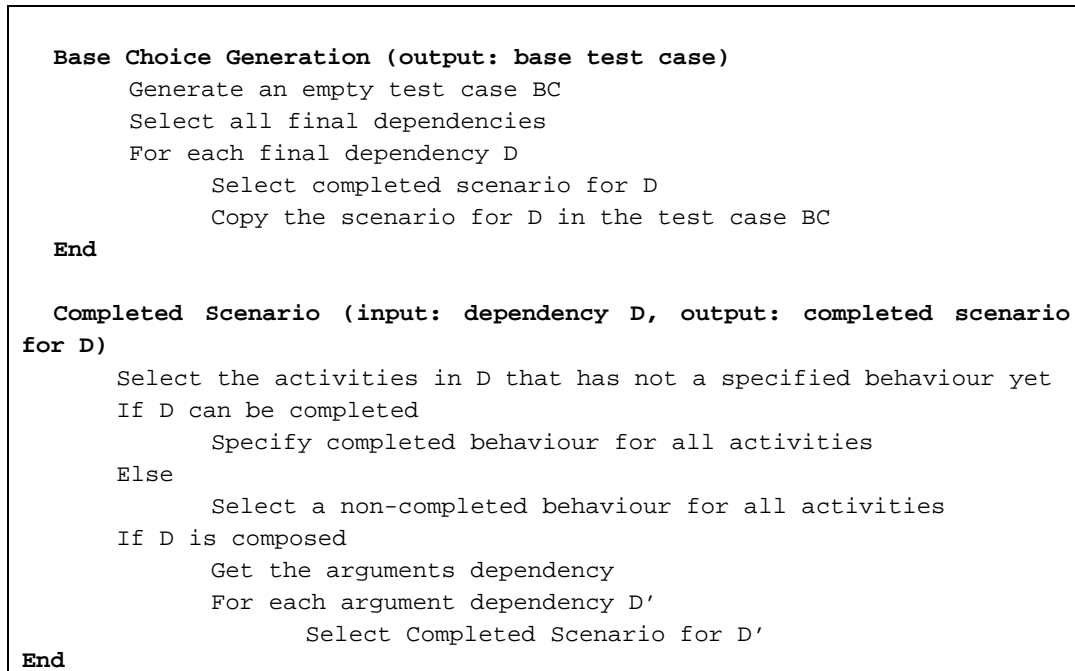 Base Choice Generation (output: base test case)
Generate an empty test case BC
Select all final dependencies
For each final dependency D
Select completed scenario for D
Copy the scenario for D in the test case BC
End
Completed Scenario (input: dependency D, output: completed scenario
for D)
Select the activities in D that has not a specified behaviour yet
If D can be completed
Specify completed behaviour for all activities
Else
Select a non-completed behaviour for all activities
If D is composed
Get the arguments dependency
For each argument dependency D’
Select Completed Scenario for D’
End